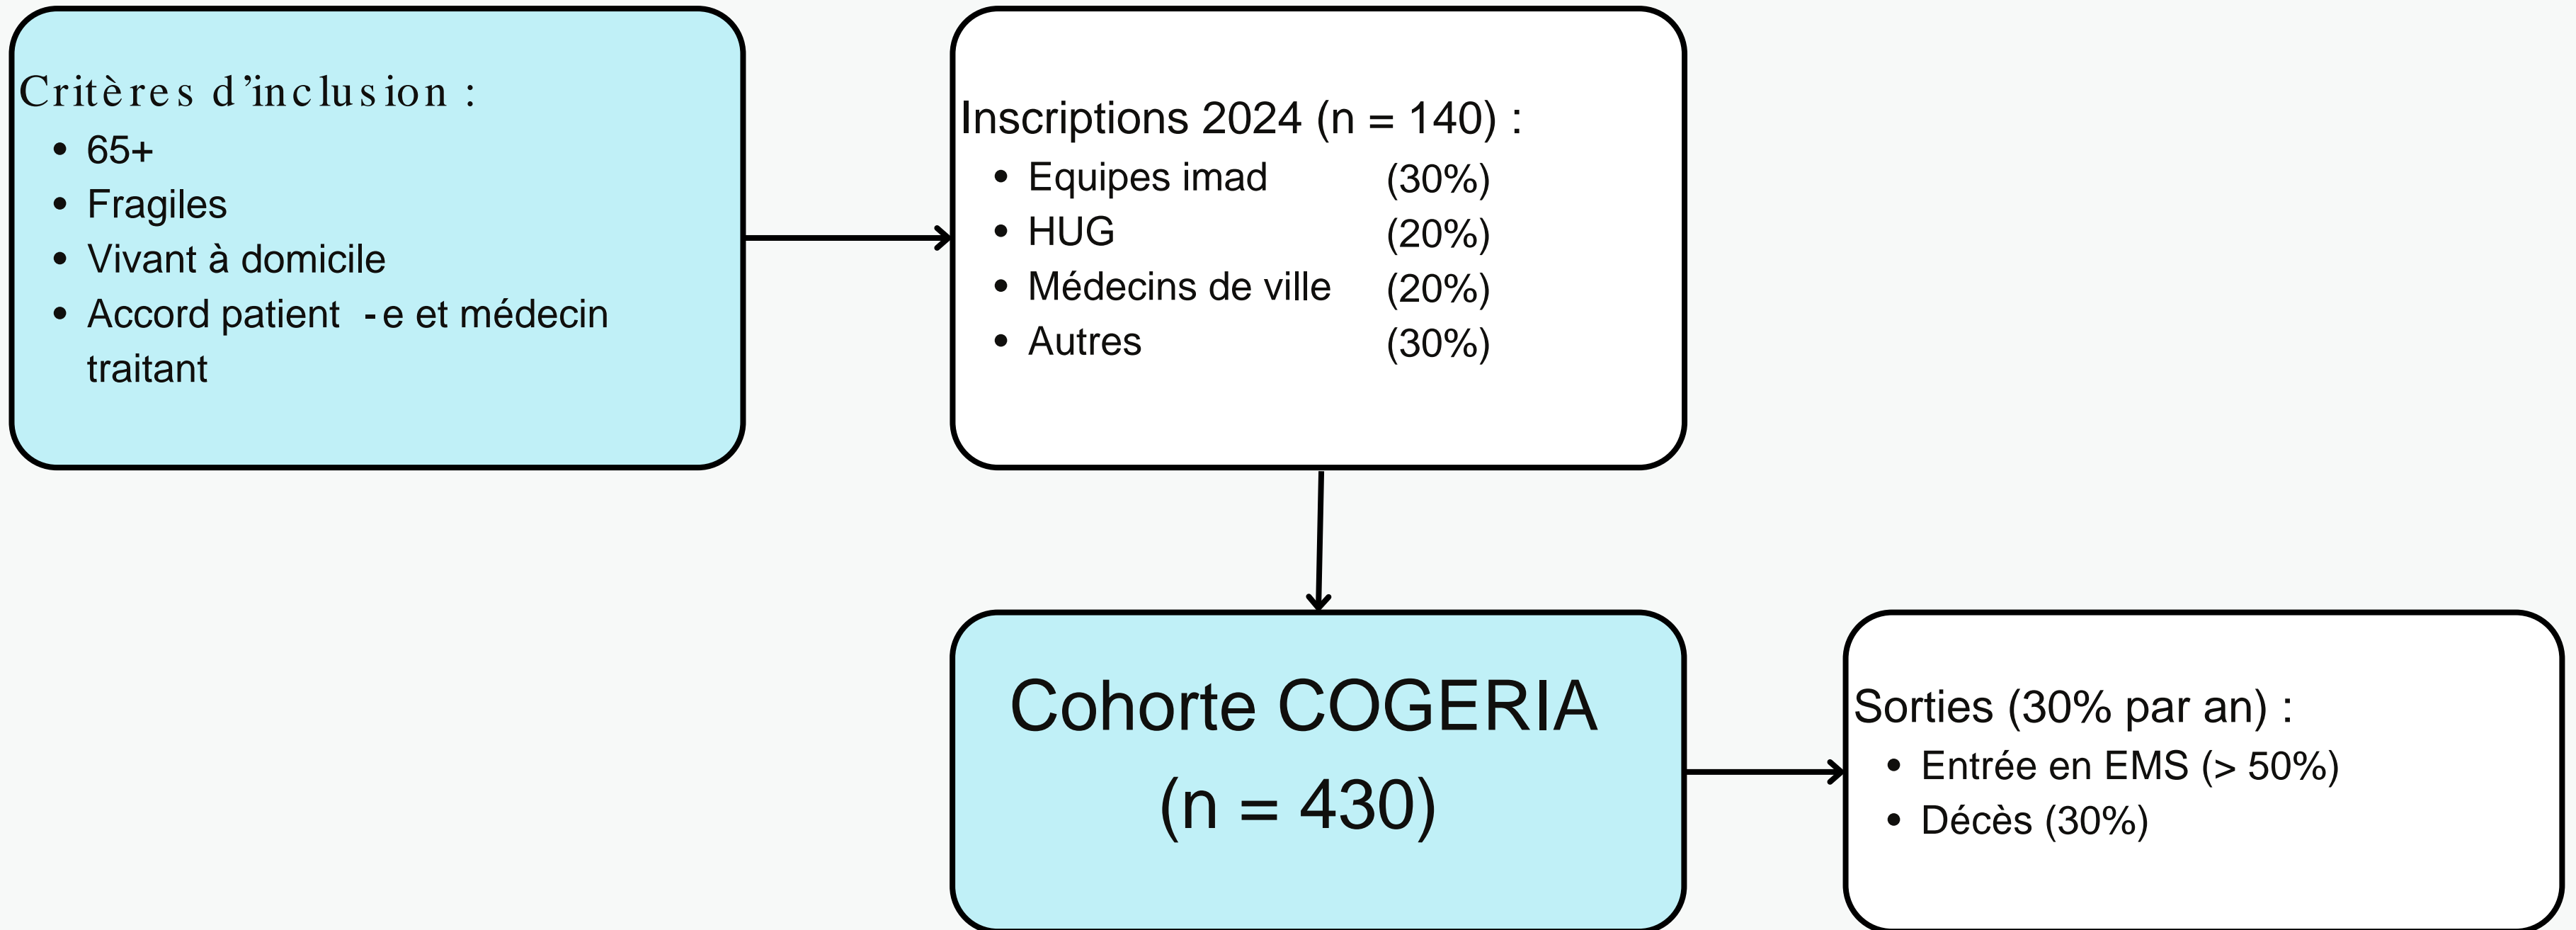 Critères d’inclusion :
• 65+
• Fragiles
• Vivant à domicile
• Accord patient -e et médecin
traitant
Inscriptions 2024 (n = 140) :
• Equipes imad (30%)
• HUG (20%)
• Médecins de ville (20%)
• Autres (30%)
Cohorte COGERIA
(n = 430)
Sorties (30% par an) :
• Entrée en EMS (> 50%)
• Décès (30%)